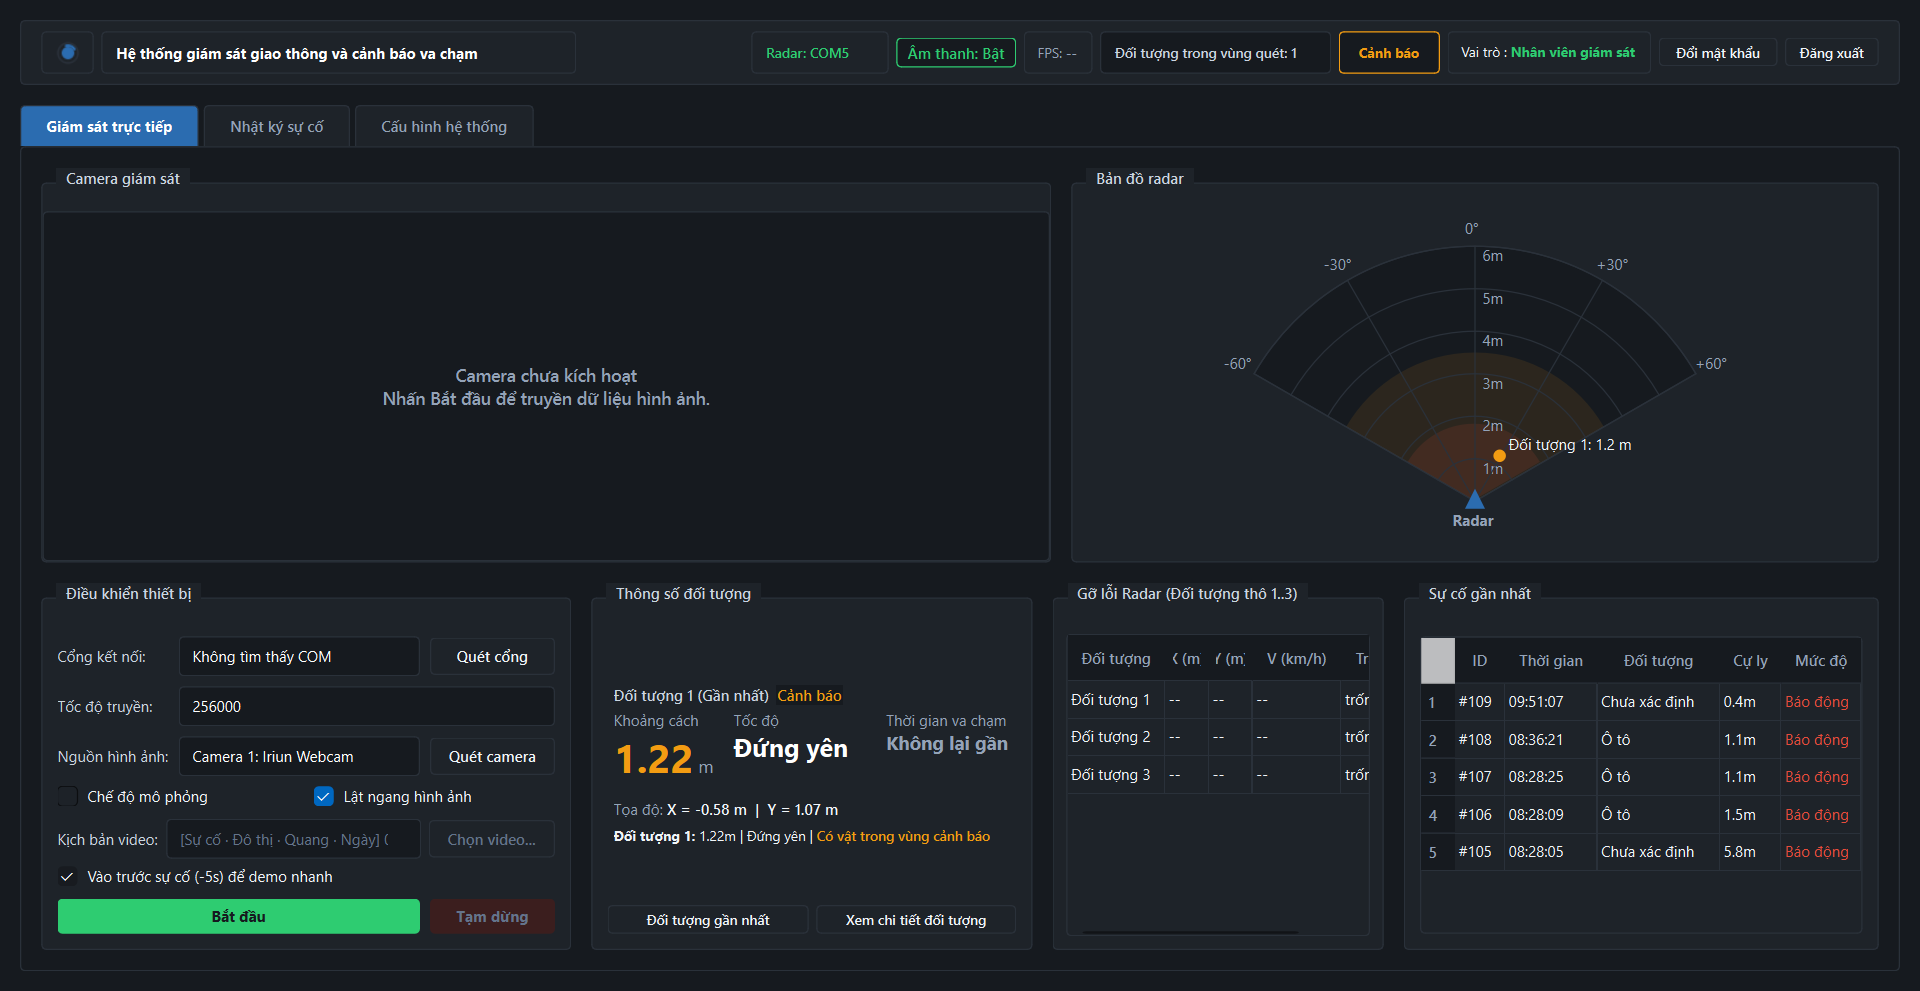 Hệ thống giám sát giao thông và cảnh báo va chạm
Radar: COM5
Âm thanh: Bật
FPS: --
Đối tượng trong vùng quét: 1
Cảnh báo
Vai trò : Nhân viên giám sát
Đổi mật khẩu
Đăng xuất
Giám sát trực tiếp
Nhật ký sự cố
Cấu hình hệ thống
Camera giám sát
Camera chưa kích hoạt
Nhấn Bắt đầu để truyền dữ liệu hình ảnh.
Bản đồ radar
0°
-30°
+30°
-60°
+60°
6m
5m
4m
3m
2m
Đối tượng 1: 1.2 m
1m
Radar
Điều khiển thiết bị
Cổng kết nối:
Không tìm thấy COM
Quét cổng
Tốc độ truyền:
256000
Nguồn hình ảnh:
Camera 1: Iriun Webcam
Quét camera
Chế độ mô phỏng
Lật ngang hình ảnh
Kịch bản video:
[Sự cố · Đô thị · Quang · Ngày] (
Chọn video...
Vào trước sự cố (-5s) để demo nhanh
Bắt đầu
Tạm dừng
Thông số đối tượng
Đối tượng 1 (Gần nhất) Cảnh báo
Khoảng cách
Tốc độ
Thời gian va chạm
1.22 m
Đứng yên
Không lại gần
Tọa độ: X = -0.58 m | Y = 1.07 m
Đối tượng 1: 1.22m | Đứng yên | Có vật trong vùng cảnh báo
Đối tượng gần nhất
Xem chi tiết đối tượng
Gỡ lỗi Radar (Đối tượng thô 1..3)
Đối tượng (m (m V (km/h) Tr
Đối tượng 1 -- -- -- trốn
Đối tượng 2 -- -- -- trốn
Đối tượng 3 -- -- -- trốn
Sự cố gần nhất
ID Thời gian Đối tượng Cự ly Mức độ
1 #109 09:51:07 Chưa xác định 0.4m Báo động
2 #108 08:36:21 Ô tô 1.1m Báo động
3 #107 08:28:25 Ô tô 1.1m Báo động
4 #106 08:28:09 Ô tô 1.5m Báo động
5 #105 08:28:05 Chưa xác định 5.8m Báo động